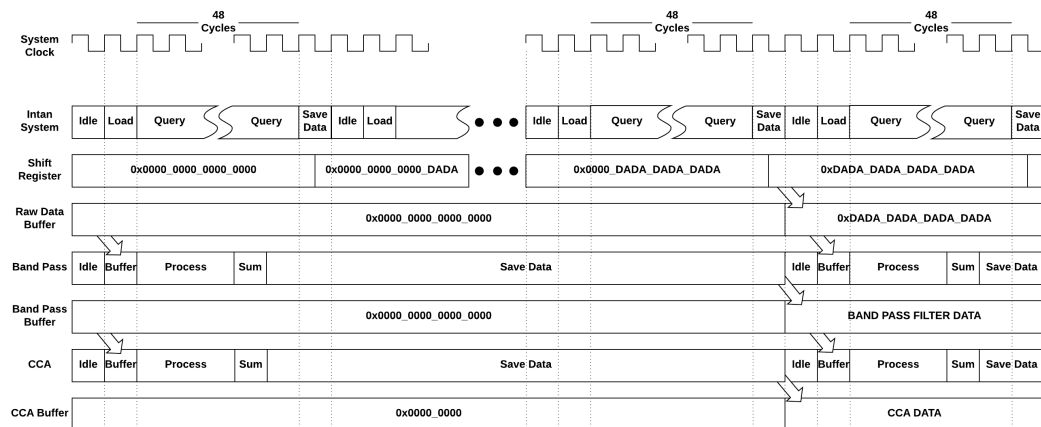 48
Cycles
48
Cycles
48
Cycles
System
Clock
Intan
System
Idle Load Query Query Save
Data Idle Load Idle Load Query Query Save
Data Idle Load Query Query Save
Data
Shift
Register
0x0000_0000_0000_0000 0x0000_0000_0000_DADA 0x0000_DADA_DADA_DADA 0xDADA_DADA_DADA_DADA
Raw Data
Buffer
0x0000_0000_0000_0000 0xDADA_DADA_DADA_DADA
Band Pass Idle Buffer Process Sum Save Data Idle Buffer Process Sum Save Data
Band Pass
Buffer
0x0000_0000_0000_0000 BAND PASS FILTER DATA
CCA Idle Buffer Process Sum Save Data Idle Buffer Process Sum Save Data
CCA Buffer 0x0000_0000 CCA DATA